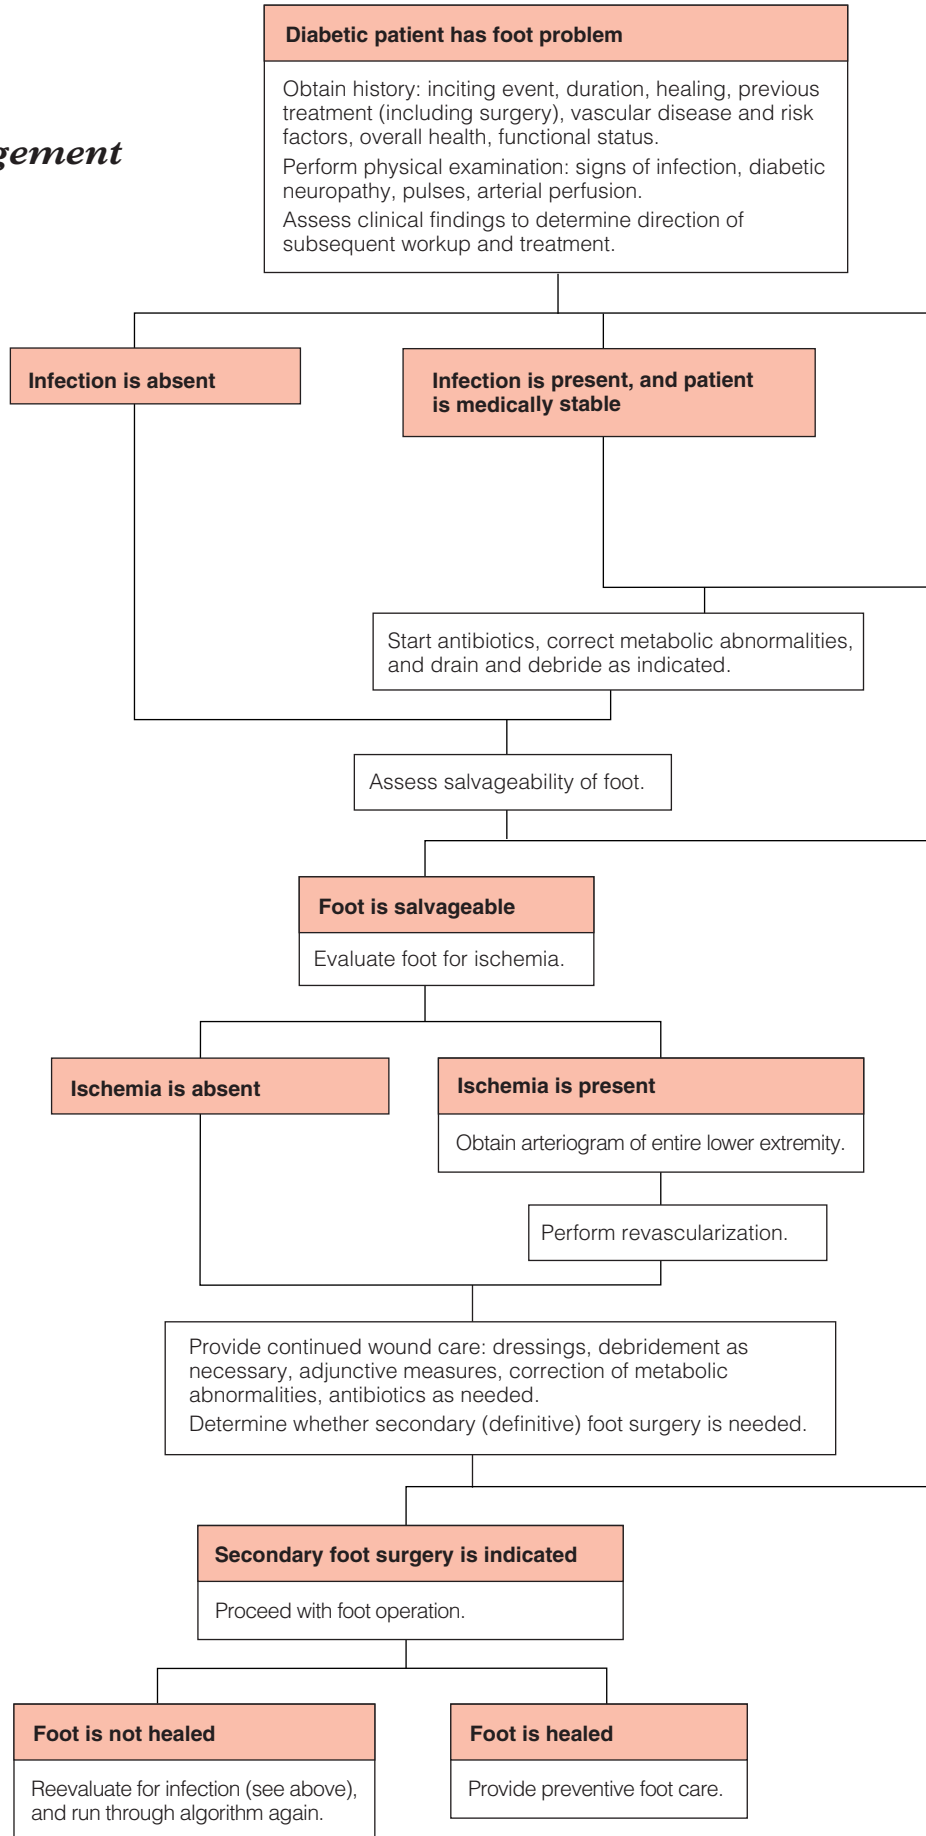 Diabetic patient has foot problem
Obtain history: inciting event, duration, healing, previous
treatment (including surgery), vascular disease and risk
factors, overall health, functional status.
Perform physical examination: signs of infection, diabetic
neuropathy, pulses, arterial perfusion.
Assess clinical findings to determine direction of
subsequent workup and treatment.
gement
Infection is absent
Infection is present, and patient
is medically stable
Start antibiotics, correct metabolic abnormalities,
and drain and debride as indicated.
Assess salvageability of foot.
Foot is salvageable
Evaluate foot for ischemia.
Ischemia is absent
Ischemia is present
Obtain arteriogram of entire lower extremity.
Perform revascularization.
Provide continued wound care: dressings, debridement as
necessary, adjunctive measures, correction of metabolic
abnormalities, antibiotics as needed.
Determine whether secondary (definitive) foot surgery is needed.
Secondary foot surgery is indicated
Proceed with foot operation.
Foot is not healed
Reevaluate for infection (see above),
and run through algorithm again.
Foot is healed
Provide preventive foot care.